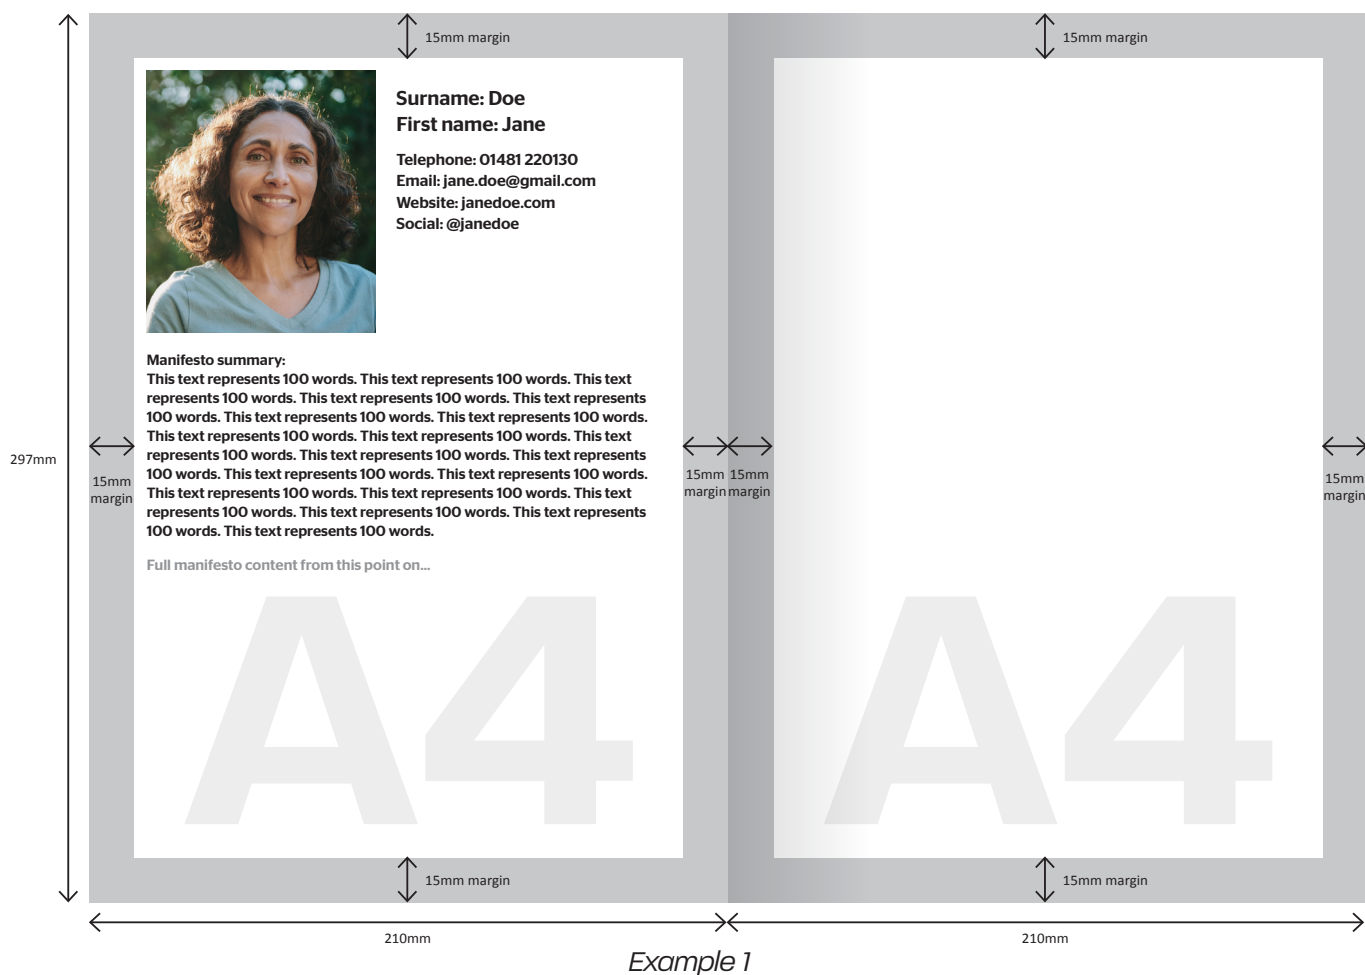 15mm margin
15mm margin
Surname: Doe
First name: Jane
Telephone: 01481 220130
Email: jane.doe@gmail.com
Website: janedoe.com
Social: @janedoe
Manifesto summary:
This text represents 100 words. This text represents 100 words. This text
represents 100 words. This text represents 100 words. This text represents
100 words. This text represents 100 words. This text represents 100 words.
This text represents 100 words. This text represents 100 words. This text
represents 100 words. This text represents 100 words. This text represents
100 words. This text represents 100 words. This text represents 100 words.
This text represents 100 words. This text represents 100 words. This text
represents 100 words. This text represents 100 words. This text represents
100 words. This text represents 100 words.
Full manifesto content from this point on...
297mm
15mm
margin
15mm
margin
15mm
margin
15mm
margin
A4
A4
15mm margin
15mm margin
210mm
210mm
Example 1